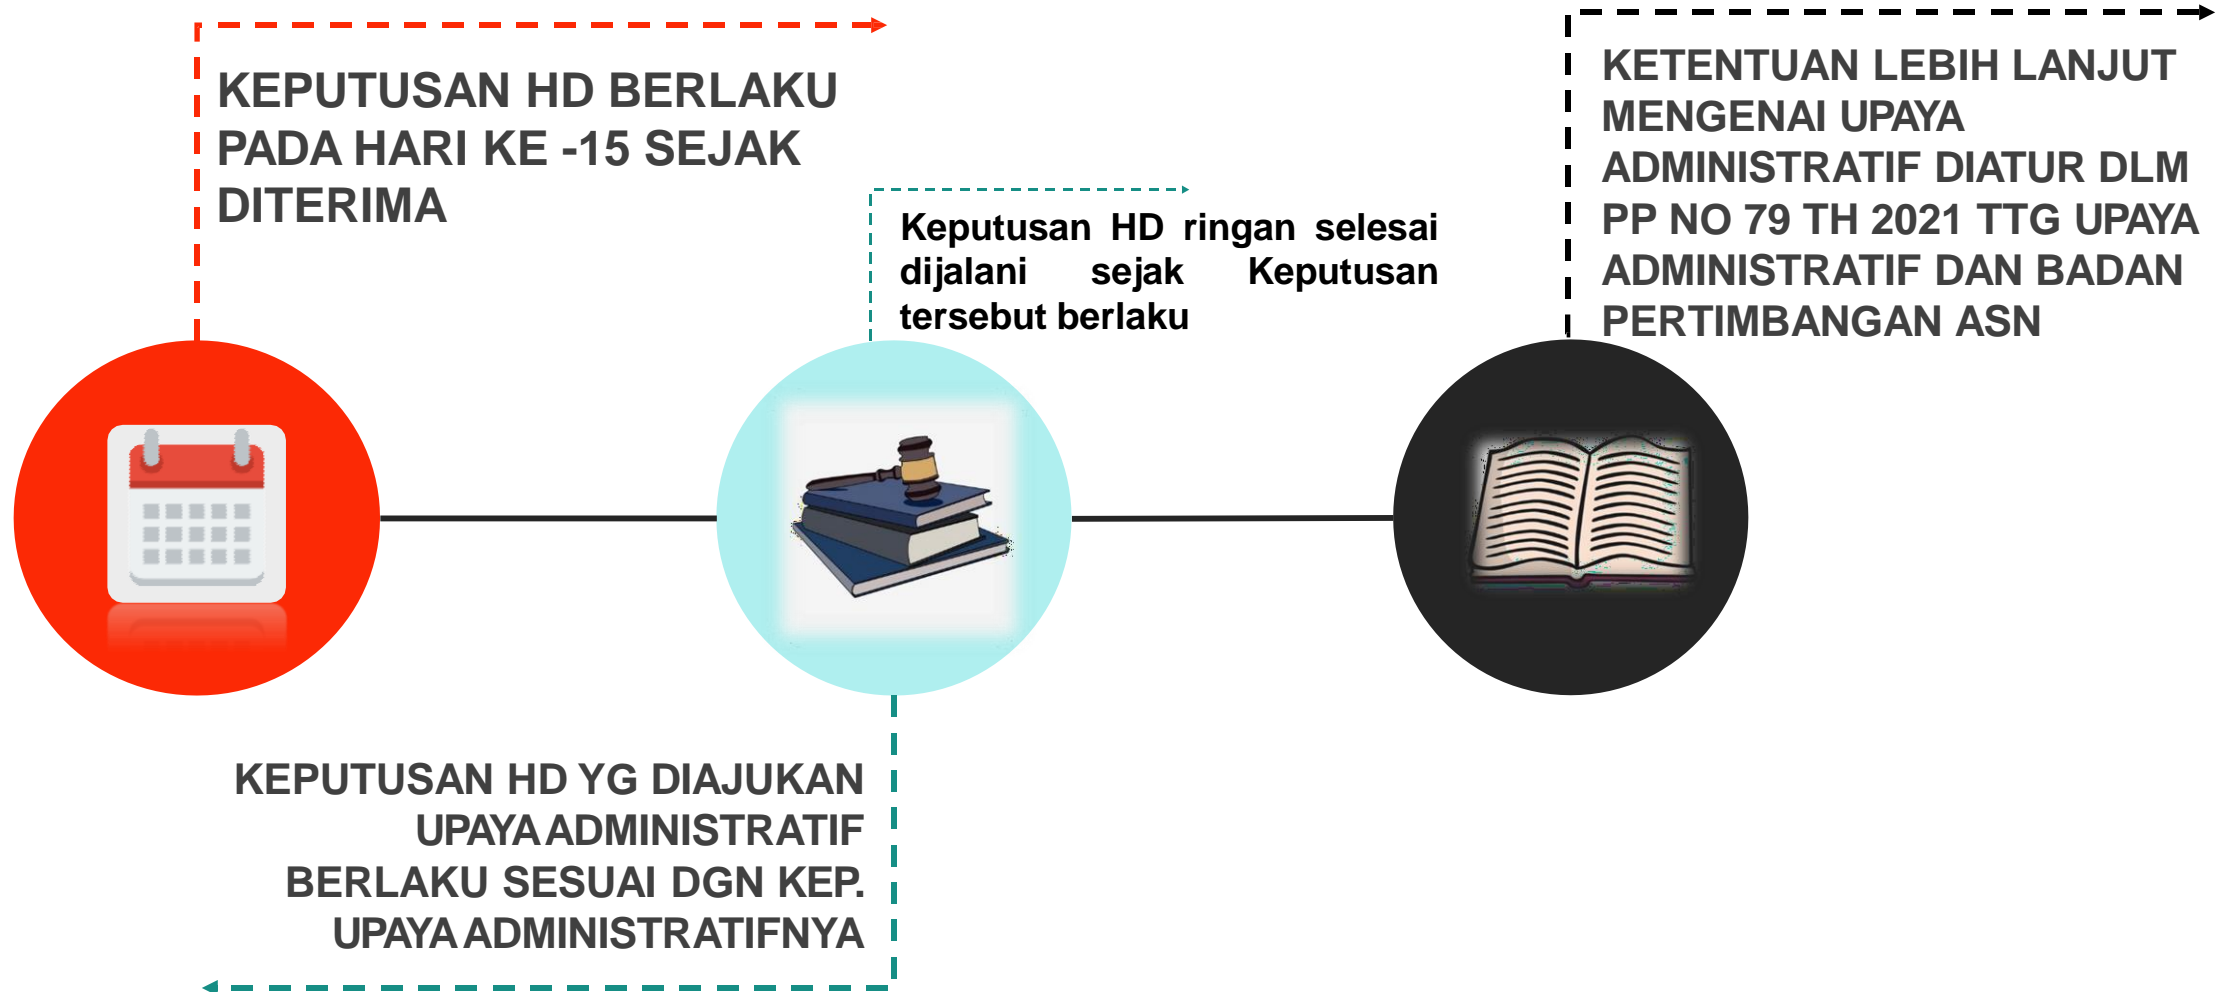 KEPUTUSAN HD BERLAKU
PADA HARI KE -15 SEJAK
DITERIMA
Keputusan HD ringan selesai
dijalani sejak Keputusan
tersebut berlaku
KETENTUAN LEBIH LANJUT
MENGENAI UPAYA
ADMINISTRATIF DIATUR DLM
PP NO 79 TH 2021 TTG UPAYA
ADMINISTRATIF DAN BADAN
PERTIMBANGAN ASN
KEPUTUSAN HD YG DIAJUKAN
UPAYA ADMINISTRATIF
BERLAKU SESUAI DGN KEP.
UPAYA ADMINISTRATIFNYA